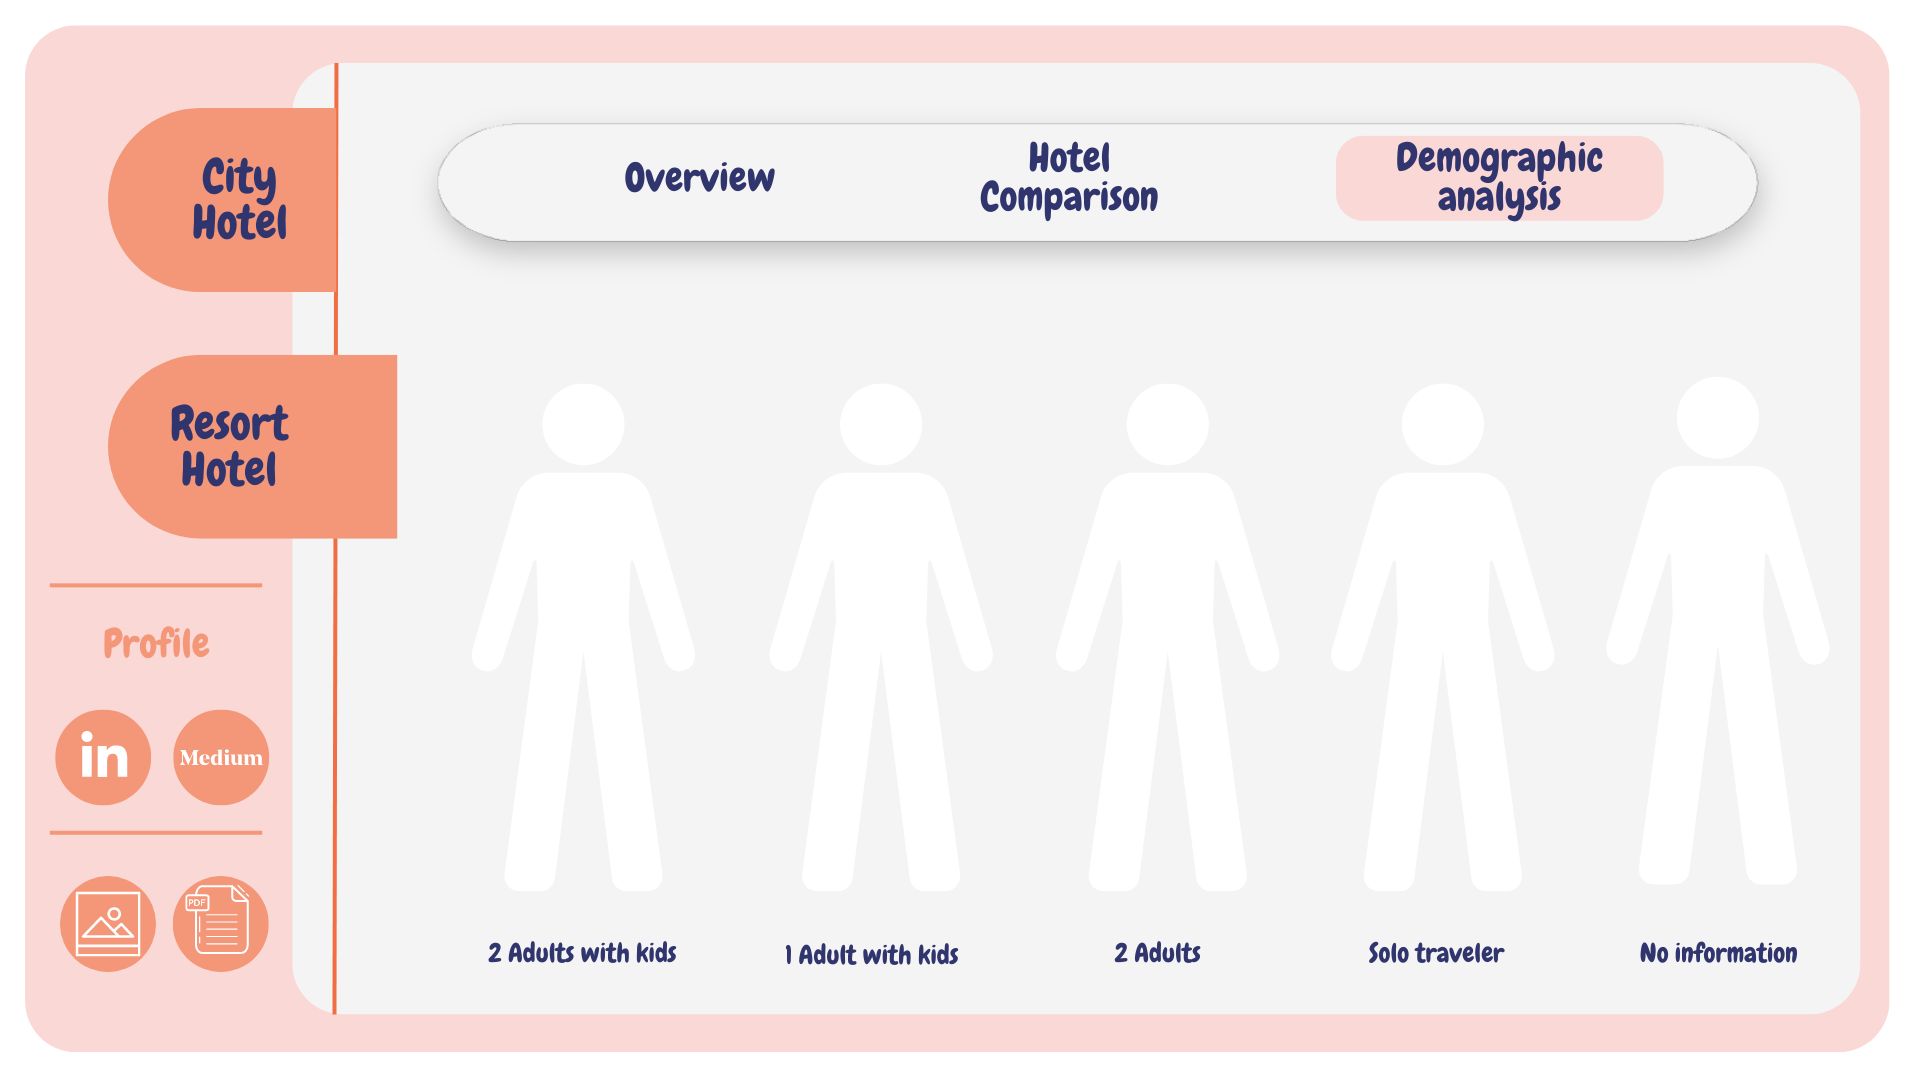 City
Hotel
Resort
Hotel
Profile
in
Medium
PDF
Overview
Hotel
Comparison
Demographic
analysis
2 Adults with kids
1 Adult with kids
2 Adults
Solo traveler
No information